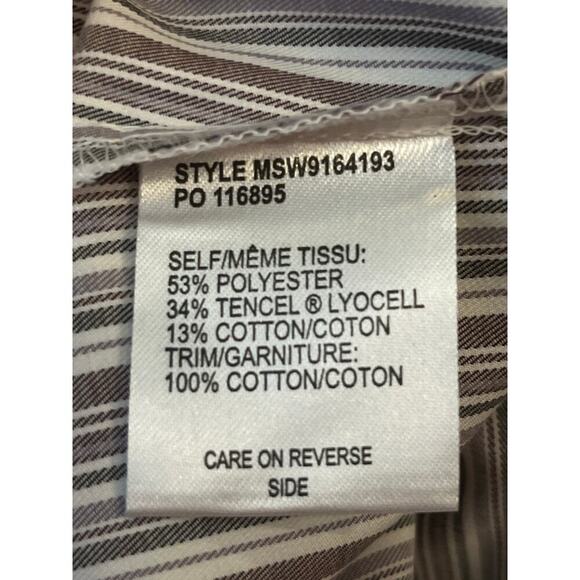 STYLE MSW9164193
PO 116895
SELF/MÊME TISSU:
53% POLYESTER
34% TENCEL ® LYOCELL
13% COTTON/COTON
TRIM/GARNITURE:
100% COTTON/COTON
CARE ON REVERSE
SIDE